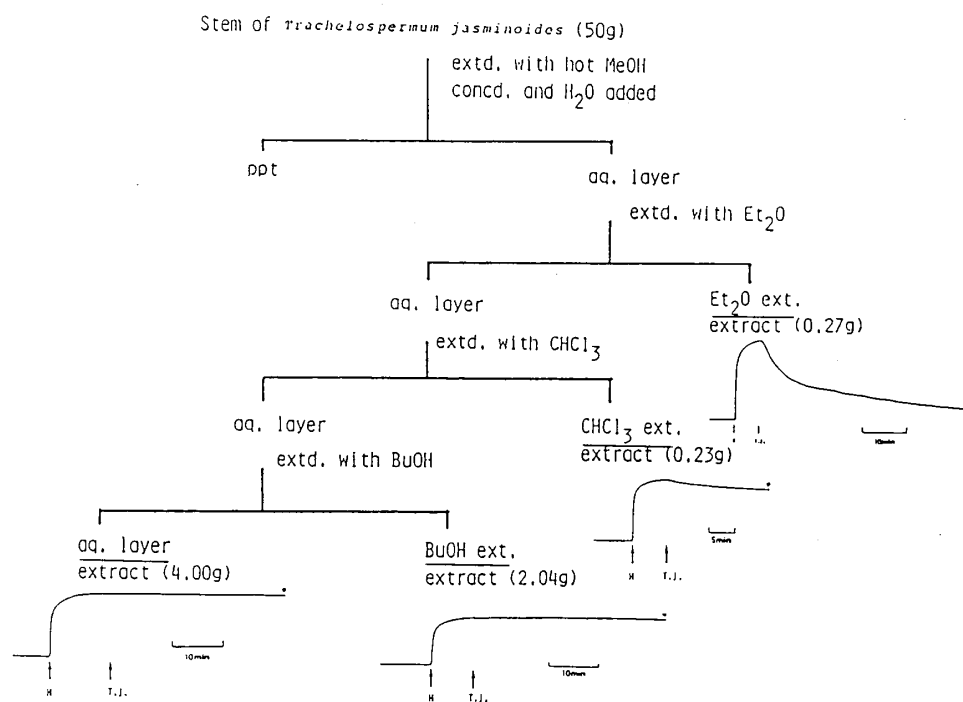 Stem of Trachelospermum jasminoides (50g)
extd. with hot MeOH
concd. and H₂O added
ppt
aq. layer
extd. with Et₂O
aq. layer
Et₂O ext.
extract (0.27g)
extd. with CHCl₃
10min
aq. layer
CHCl₃ ext.
extract (0.23g)
extd. with BuOH
5min
aq. layer
extract (4.00g)
BuOH ext.
extract (2.04g)
H
T.J.
10min
H
T.J.
10min
H
T.J.